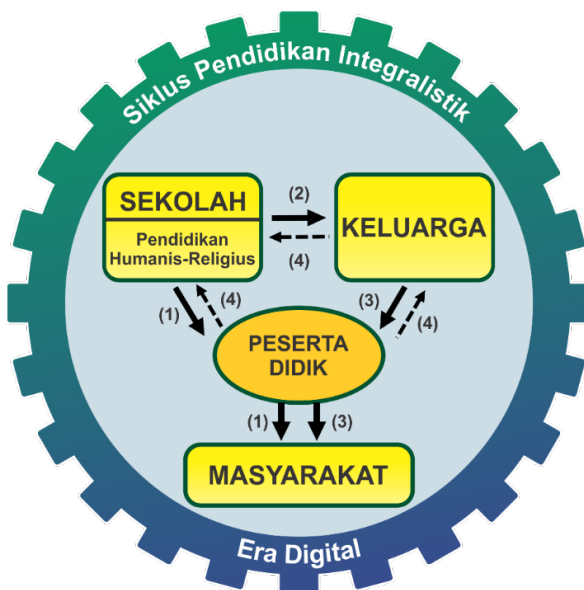 Siklus Pendidikan Integralistik
SEKOLAH
Pendidikan
Humanis-Religius
(2)
(4)
KELUARGA
(1)
(4)
(3)
(4)
PESERTA
DIDIK
(1)
(3)
MASYARAKAT
Era Digital